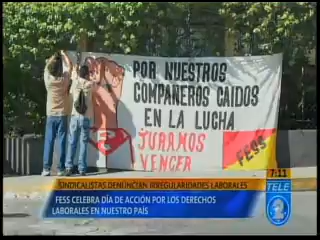 POR NUESTROS
COMPAÑEROS CAIDOS
EN LA LUCHA
JURAMOS
VENCER
FESS
SINDICALISTAS DENUNCIAN IRREGULARIDADES LABORALES
7:11
FESS CELEBRA DÍA DE ACCIÓN POR LOS DERECHOS
LABORALES EN NUESTRO PAÍS
TELE